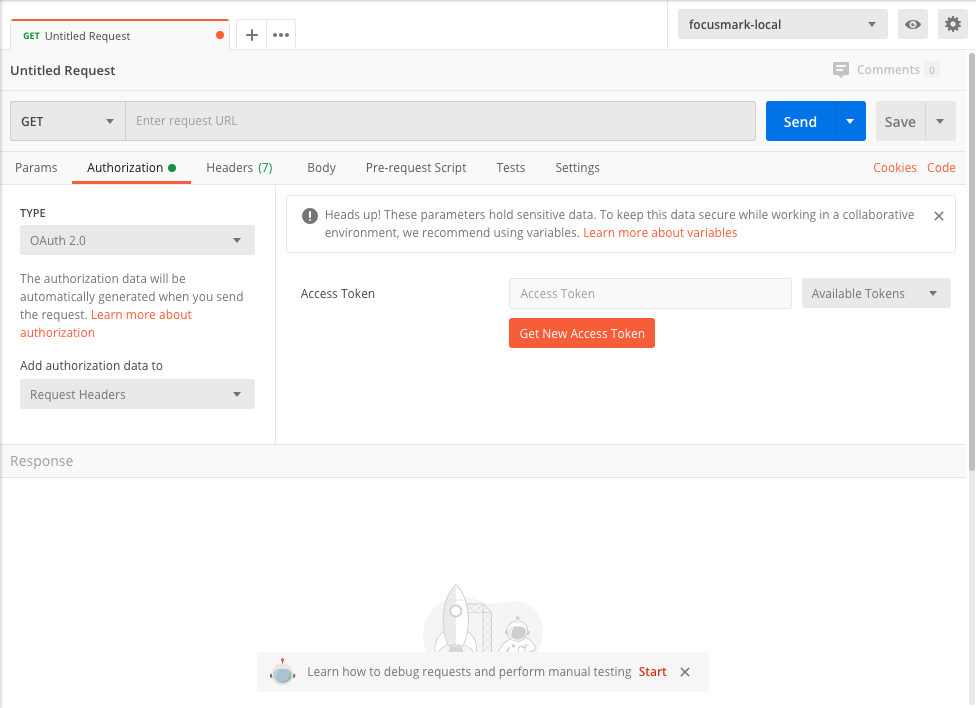 GET Untitled Request
focusmark-local
Untitled Request
Comments 0
GET
Enter request URL
Send
Save
Params
Authorization
Headers (7)
Body
Pre-request Script
Tests
Settings
Cookies
Code
TYPE
OAuth 2.0
The authorization data will be
automatically generated when you send
the request. Learn more about
authorization
Add authorization data to
Request Headers
Heads up! These parameters hold sensitive data. To keep this data secure while working in a collaborative
environment, we recommend using variables. Learn more about variables
Access Token
Access Token
Available Tokens
Get New Access Token
Response
Learn how to debug requests and perform manual testing Start